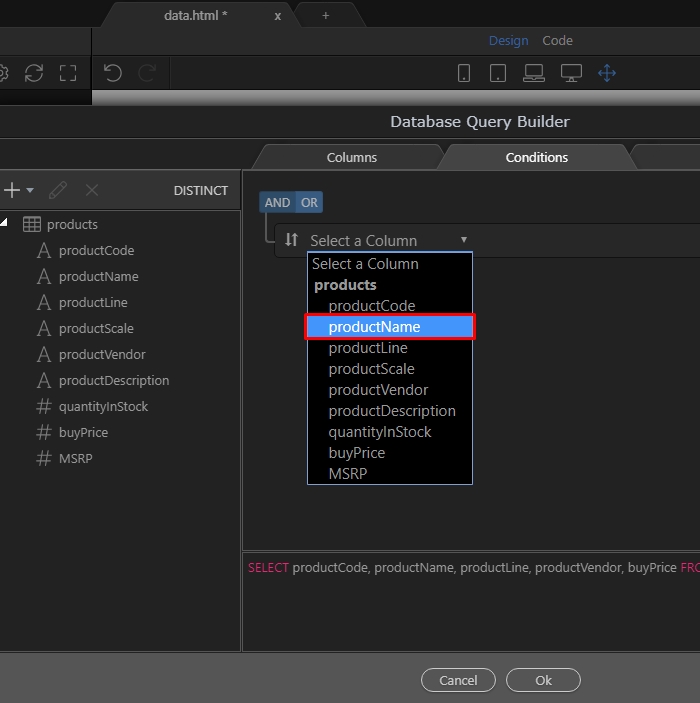 data.html * x +
Design Code
Database Query Builder
Columns Conditions
DISTINCT
products
productCode
productName
productLine
productScale
productVendor
productDescription
quantityInStock
buyPrice
MSRP
AND OR
Select a Column
Select a Column
products
productCode
productName
productLine
productScale
productVendor
productDescription
quantityInStock
buyPrice
MSRP
SELECT productCode, productName, productLine, productVendor, buyPrice FRO
Cancel Ok